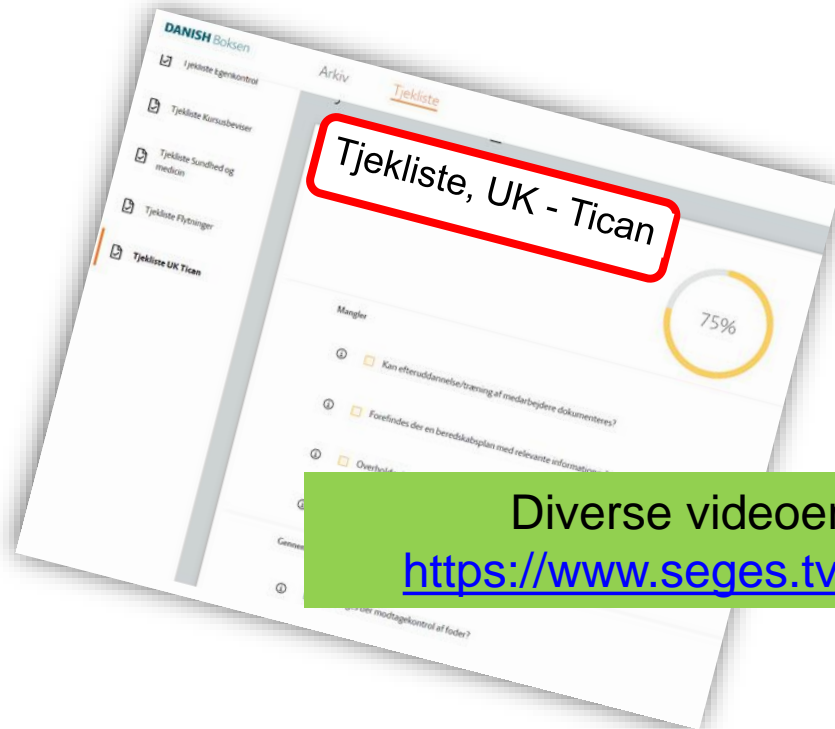 DANISH Boksen
Arkiv
Tjekliste
Tjekliste Egenkontrol
Tjekliste Kursusbeviser
Tjekliste Sundhed og
medicin
Tjekliste Flytninger
Tjekliste UK Tican
Tjekliste, UK - Tican
75%
Mangler
Kan efteruddannelse/træning af medarbejdere dokumenteres?
Forefindes der en beredskabsplan med relevante
Diverse videoer
https://www.seges.tv
der modtagekontrol af foder?